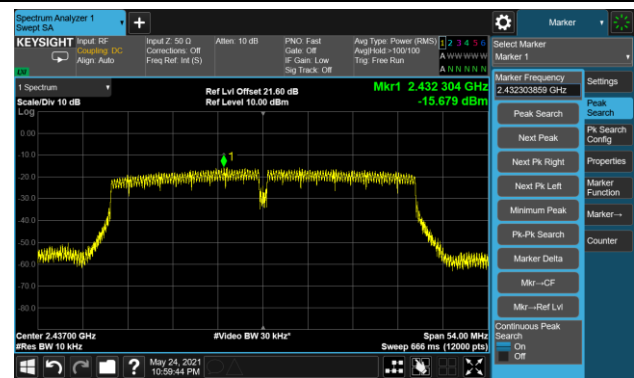 Spectrum Analyzer 1
Swept SA
+
Marker
KEYSIGHT
Input: RF
Coupling: DC
Align: Auto
Input Z: 50 Ω
Corrections: Off
Freq Ref: Int (S)
Atten: 10 dB
PNO: Fast
Gate: Off
IF Gain: Low
Sig Track: Off
Avg Type: Power (RMS)
Avg|Hold:>100/100
Trig: Free Run
1 2 3 4 5 6
A W W W W W
A N N N N N
Select Marker
Marker 1
1 Spectrum
Scale/Div 10 dB
Log
Ref Lvl Offset 21.60 dB
Ref Level 10.00 dBm
Mkr1 2.432 304 GHz
-15.679 dBm
Marker Frequency
2.432303859 GHz
Settings
Peak Search
Next Peak
Next Pk Right
Next Pk Left
Minimum Peak
Pk-Pk Search
Marker Delta
Mkr→CF
Mkr→Ref Lvl
Continuous Peak
Search
On
Off
Peak
Search
Pk Search
Config
Properties
Marker
Function
Marker→
Counter
0.00
-10.0
-20.0
-30.0
-40.0
-50.0
-60.0
-70.0
-80.0
1
Center 2.43700 GHz
#Res BW 10 kHz
#Video BW 30 kHz*
Span 54.00 MHz
Sweep 666 ms (12000 pts)
?
May 24, 2021
10:59:44 PM